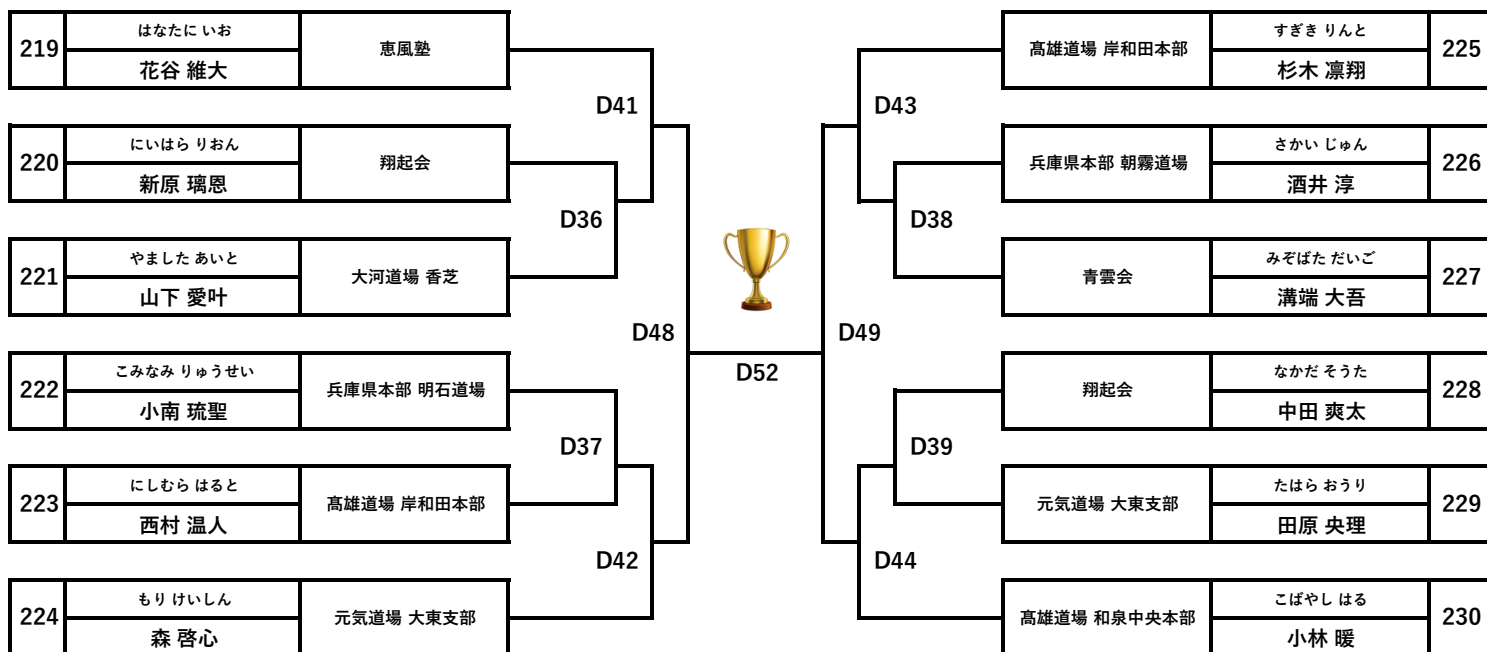 219
はなたに いお
花谷 維大
恵風塾
220
にいはら りおん
新原 璃恩
翔起会
221
やました あいと
山下 愛叶
大河道場 香芝
222
こみなみ りゅうせい
小南 琉聖
兵庫県本部 明石道場
223
にしむら はると
西村 温人
髙雄道場 岸和田本部
224
もり けいしん
森 啓心
元気道場 大東支部
D41
D36
D48
D37
D42
D52
D43
D38
D49
D39
D44
髙雄道場 岸和田本部
すぎき りんと
杉木 凛翔
225
兵庫県本部 朝霧道場
さかい じゅん
酒井 淳
226
青雲会
みぞばた だいご
溝端 大吾
227
翔起会
なかだ そうた
中田 爽太
228
元気道場 大東支部
たはら おうり
田原 央理
229
髙雄道場 和泉中央本部
こばやし はる
小林 暖
230